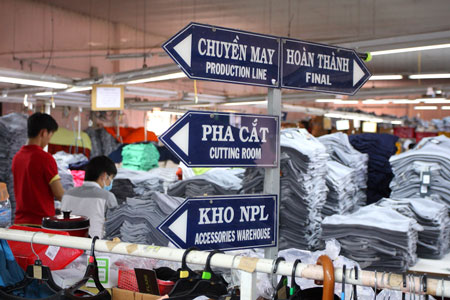 CHUYỀN MAY
PRODUCTION LINE
HOÀN THÀNH
FINAL
PHA CẮT
CUTTING ROOM
KHO NPL
ACCESSORIES WAREHOUSE